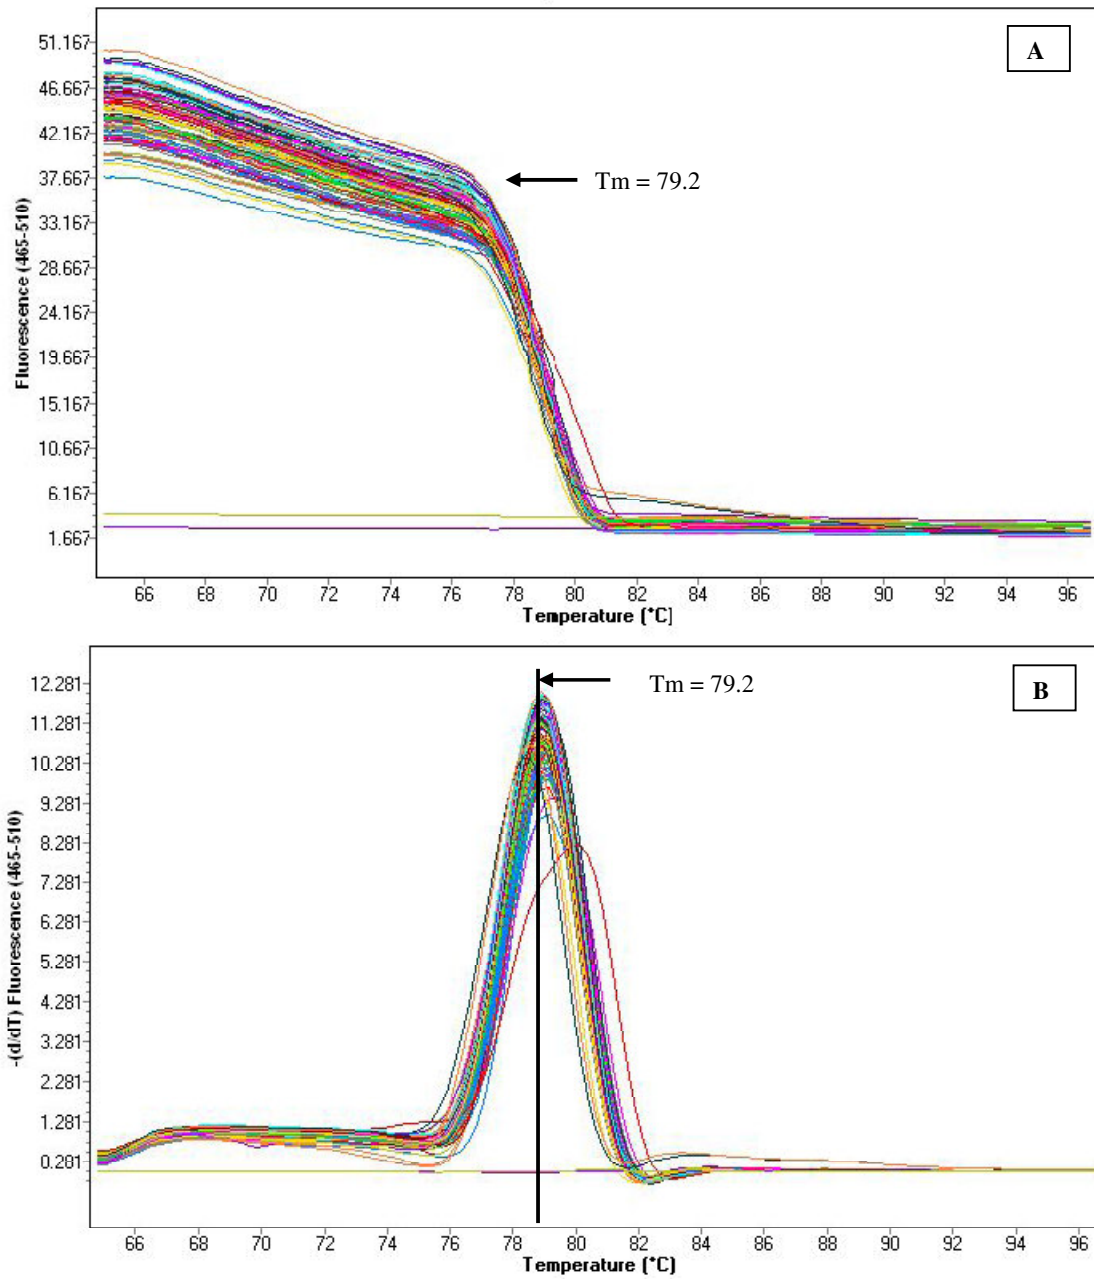 A
51.167
46.667
42.167
37.667
33.167
28.667
24.167
19.667
15.167
10.667
6.167
1.667
Fluorescence (465-510)
Tm = 79.2
66 68 70 72 74 76 78 80 82 84 86 88 90 92 94 96
Temperature (°C)
B
12.281
11.281
10.281
9.281
8.281
7.281
6.281
5.281
4.281
3.281
2.281
1.281
0.281
-(d/dT) Fluorescence (465-510)
Tm = 79.2
66 68 70 72 74 76 78 80 82 84 86 88 90 92 94 96
Temperature (°C)